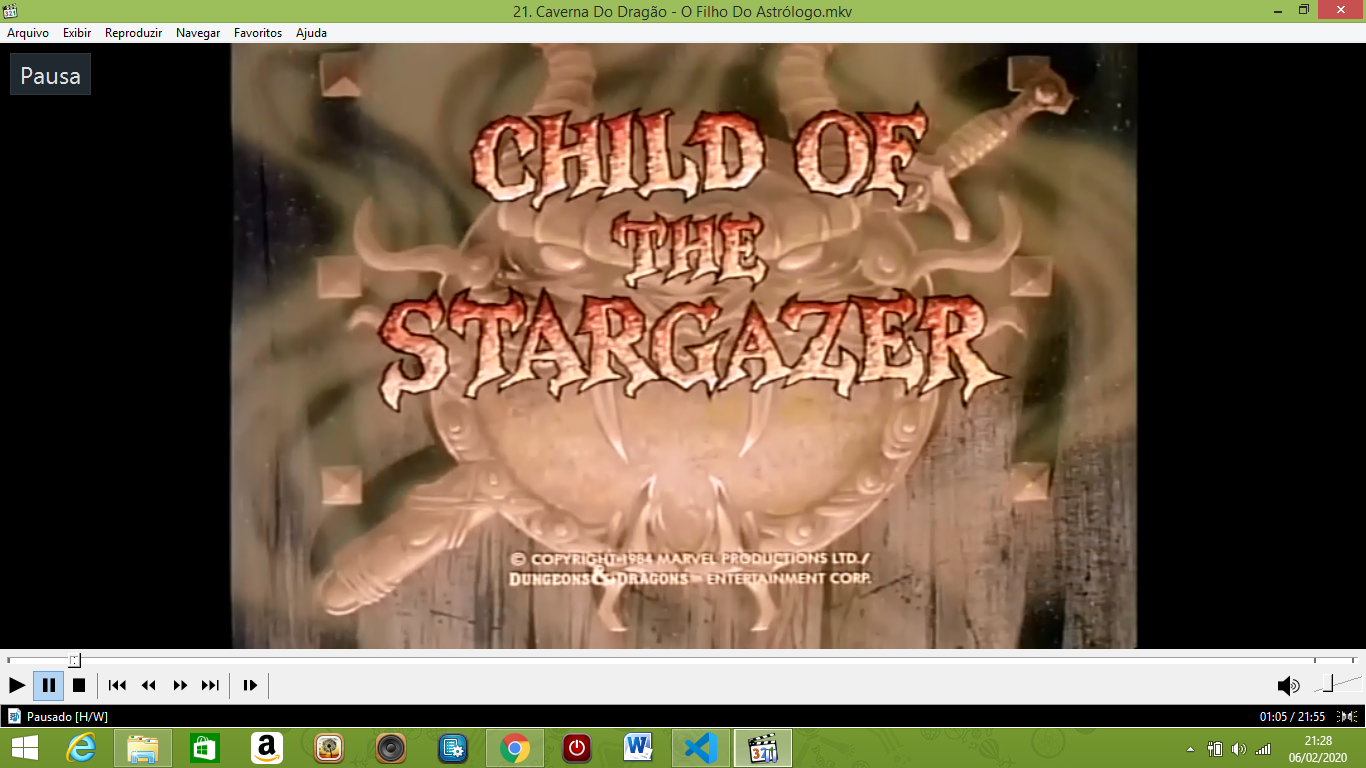 21. Caverna Do Dragão - O Filho Do Astrólogo.mkv
Arquivo Exibir Reproduzir Navegar Favoritos Ajuda
Pausa
CHILD OF
THE
STARGAZER
© COPYRIGHT 1984 MARVEL PRODUCTIONS LTD./
DUNGEONS & DRAGONS™ ENTERTAINMENT CORP.
Pausado [H/W]
01:05 / 21:55
21:28
06/02/2020